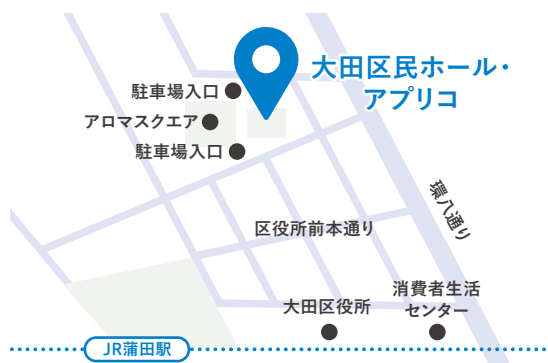 大田区民ホール・
アプリコ
駐車場入口
アロマスクエア
駐車場入口
環八通り
区役所前本通り
消費者生活
センター
大田区役所
JR蒲田駅